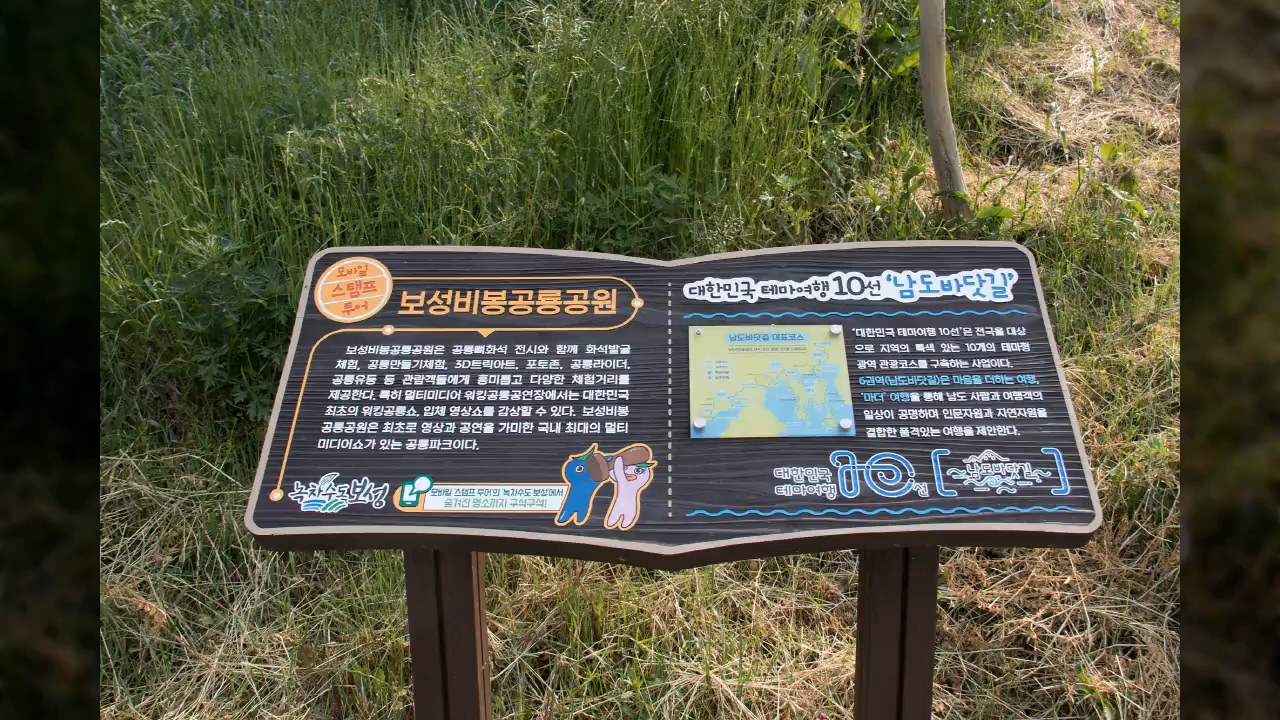 모바일
스탬프
투어
보성비봉공룡공원
보성비봉공룡공원은 공룡뼈화석 전시와 함께 화석발굴
체험, 공룡만들기체험, 3D트릭아트, 포토존, 공룡라이더,
공룡유등 등 관람객들에게 흥미롭고 다양한 체험거리를
제공한다. 특히 멀티미디어 워킹공룡공연장에서는 대한민국
최초의 워킹공룡쇼, 입체 영상쇼를 감상할 수 있다. 보성비봉
공룡공원은 최초로 영상과 공연을 가미한 국내 최대의 멀티
미디어쇼가 있는 공룡파크이다.
녹차수도 보성
모바일 '스탬프 투어'의 '녹차수도 보성'에서
숨겨진 명소까지 구석구석!
대한민국 테마여행 10선 '남도바닷길'
남도바닷길 대표코스
'대한민국 테마여행 10선'은 전국을 대상
으로 지역의 특색 있는 10개의 테마형
광역 관광코스를 구축하는 사업이다.
6권역(남도바닷길)은 마음을 더하는 여행,
'마더' 여행을 통해 남도 사람과 여행객의
일상이 공명하며 인문자원과 자연자원을
결합한 품격있는 여행을 제안한다.
대한민국
테마여행 10선 [남도바닷길]